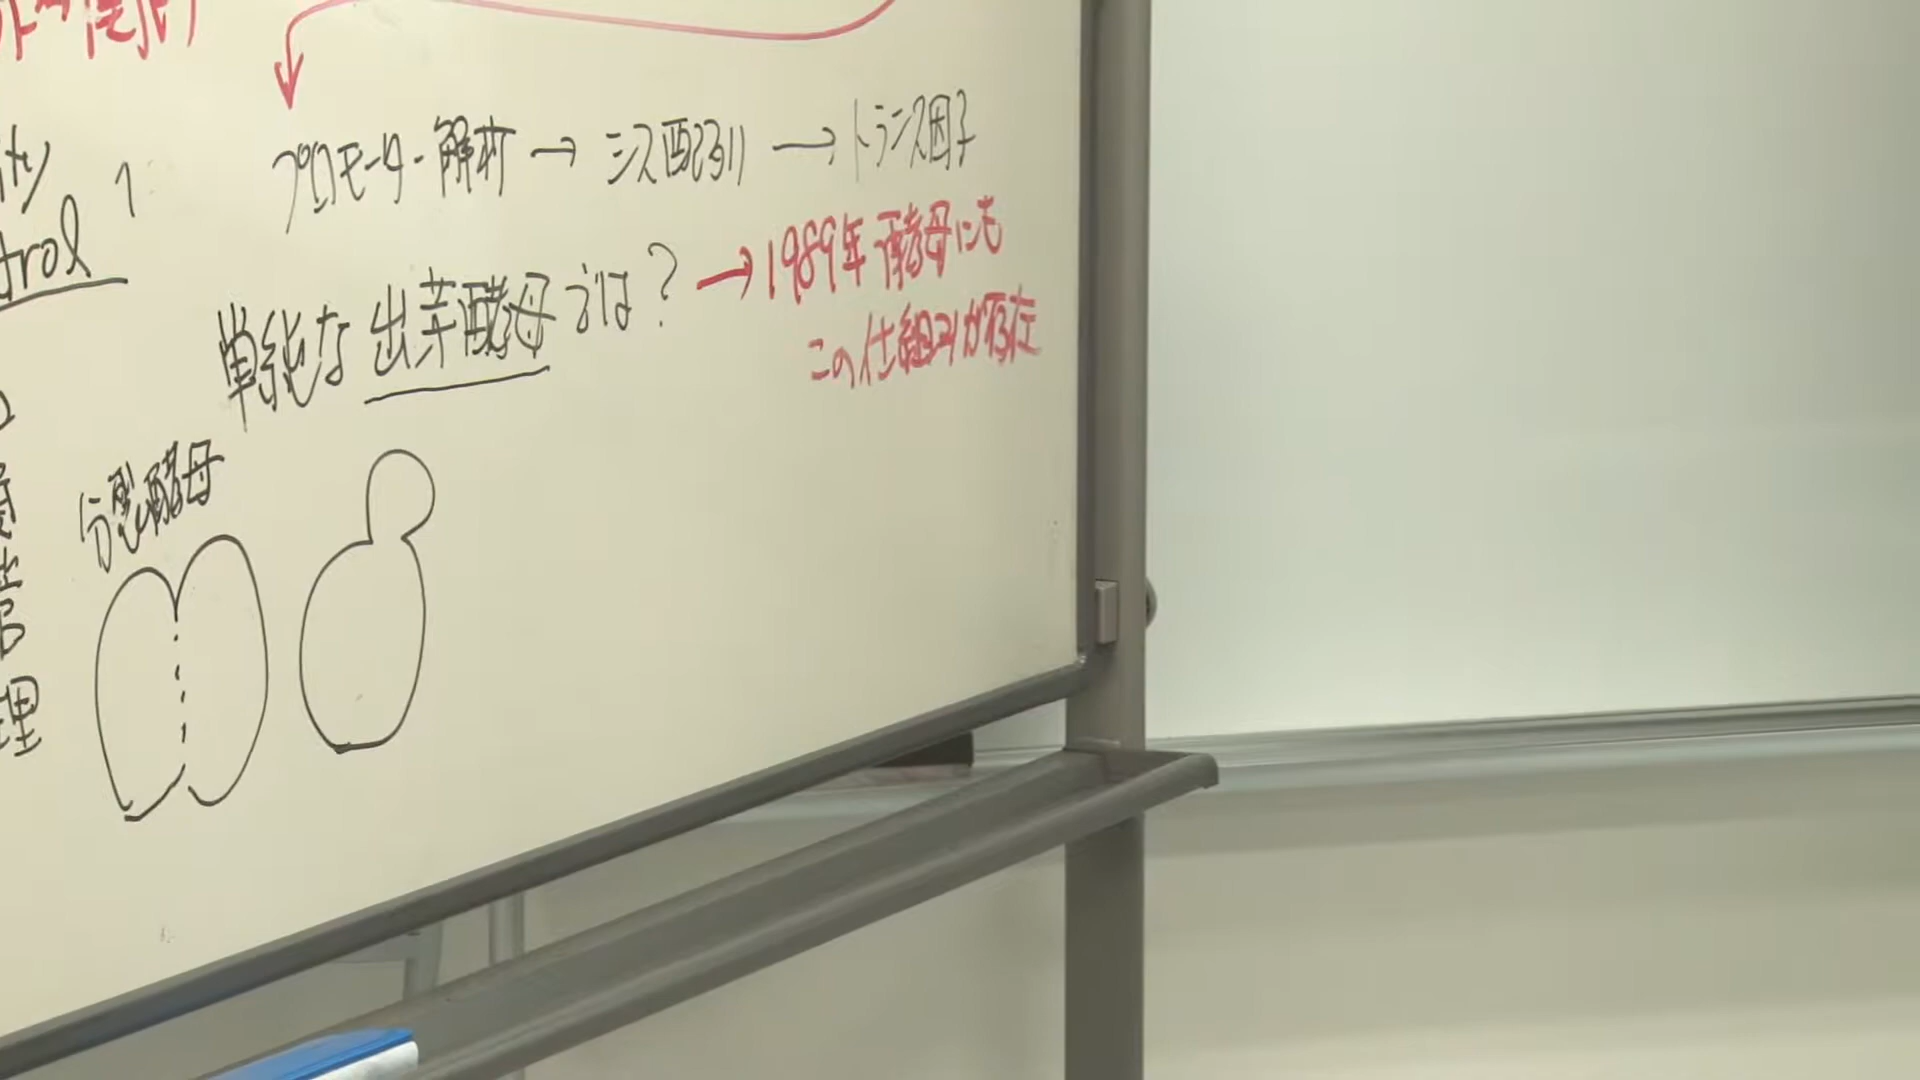 プロモーター解析→シス配列→トランス因子
trol
単純な出芽酵母では?→1989年酵母にも
この仕組みが存在
分裂酵母
理